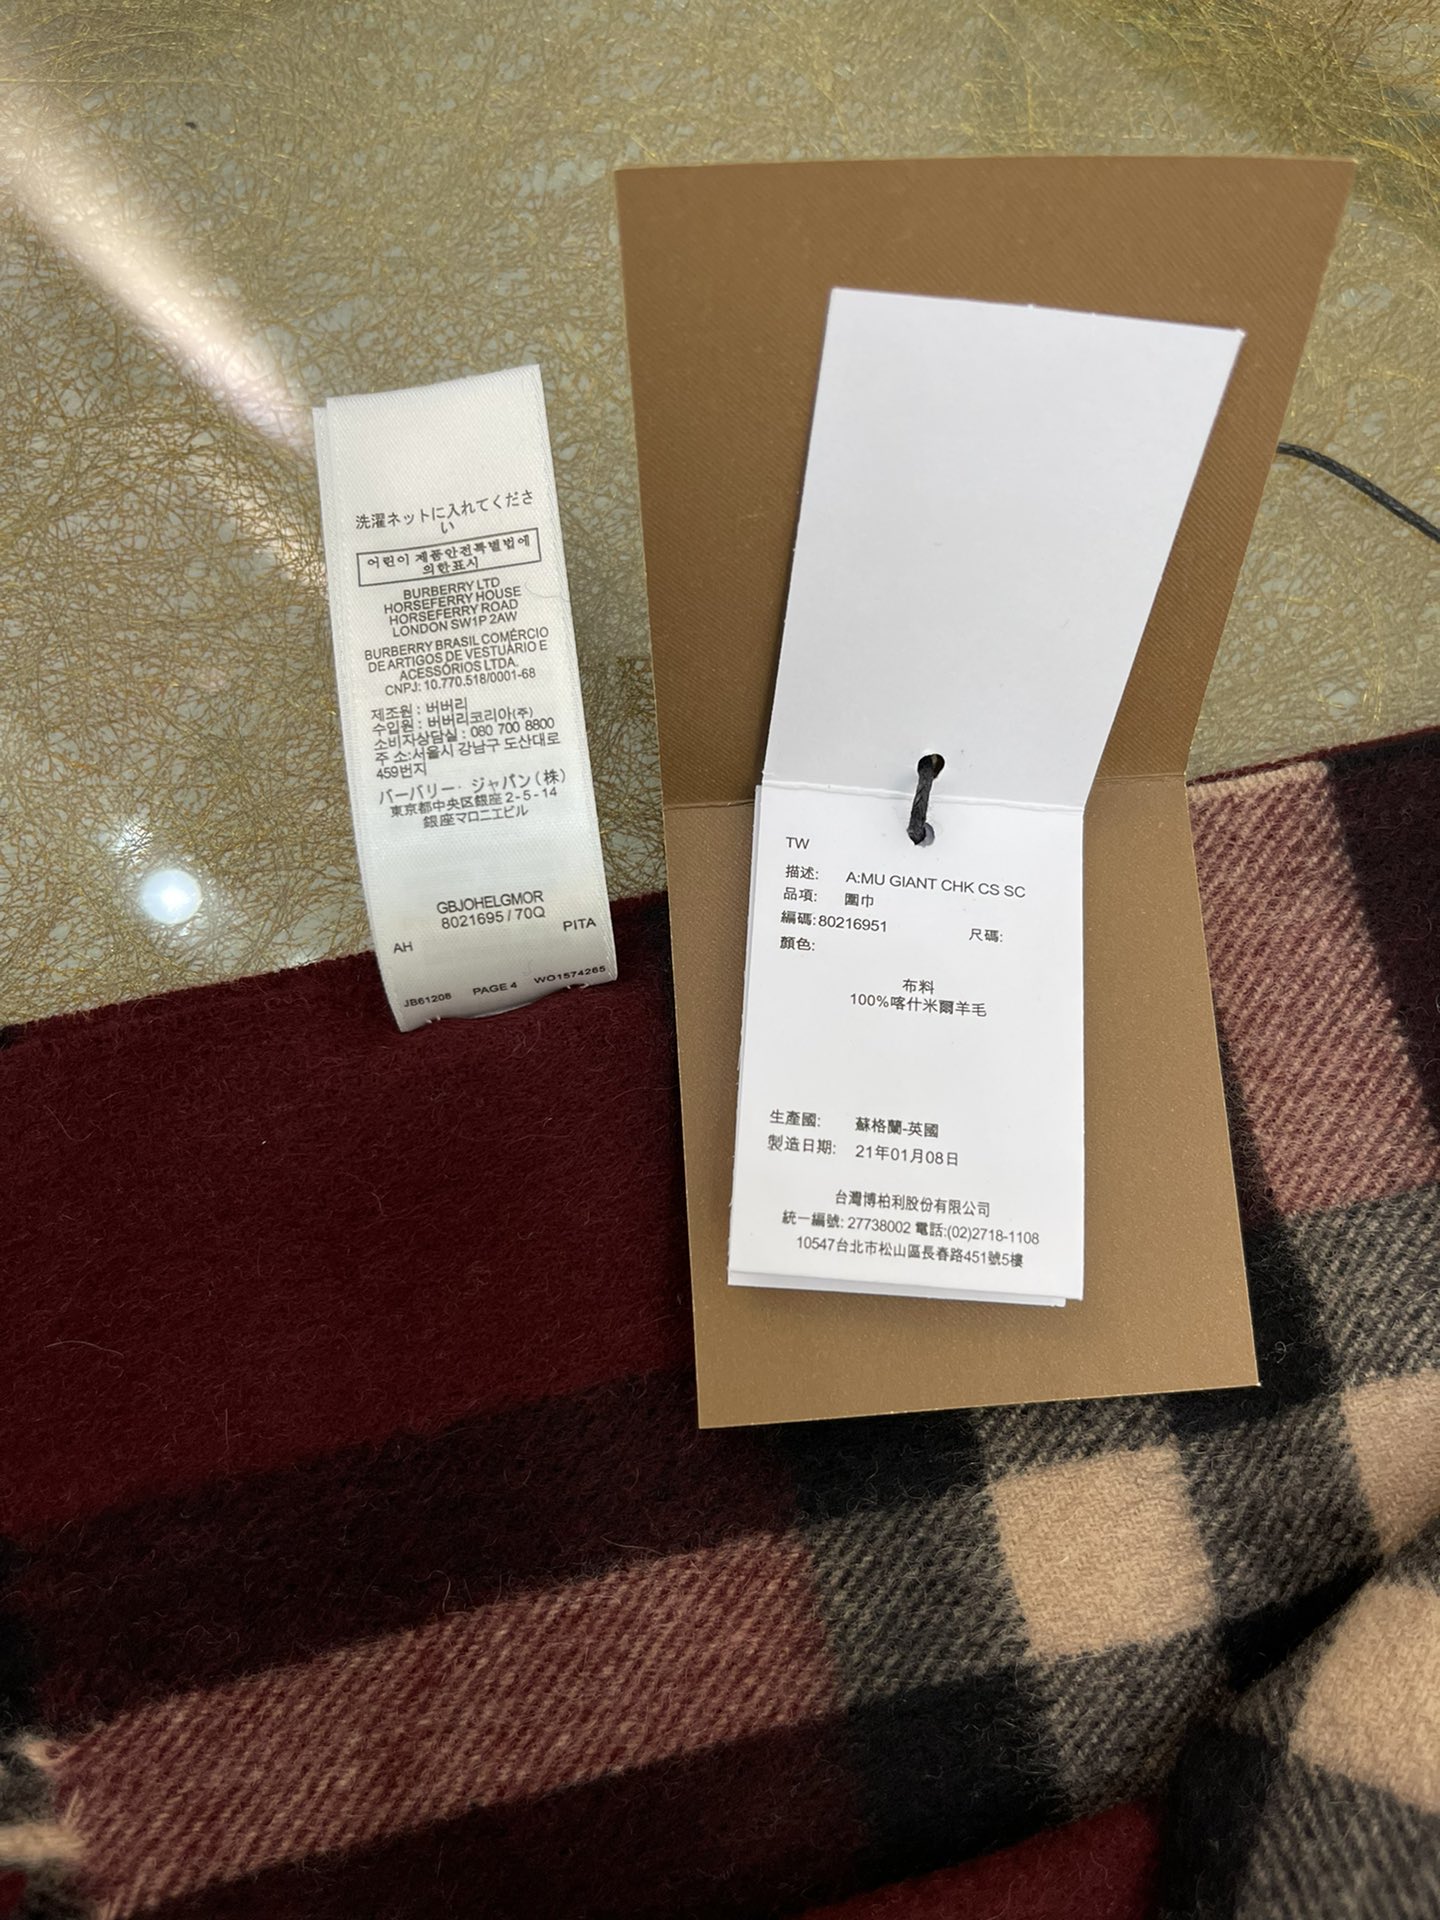 洗濯ネットに入れてくださ
い
어린이 제품안전특별법에
의한표시
BURBERRY LTD
HORSEFERRY HOUSE
HORSEFERRY ROAD
LONDON SW1P 2AW
BURBERRY BRASIL COMÉRCIO
DE ARTIGOS DE VESTUÁRIO E
ACESSÓRIOS LTDA.
CNPJ: 10.770.518/0001-68
제조원 : 버버리
수입원 : 버버리코리아(주)
소비자상담실 : 080 700 8800
주 소:서울시 강남구 도산대로
459번지
バーバリー・ジャパン(株)
東京都中央区銀座2-5-14
銀座マロニエビル
GBJOHELGMOR
8021695 / 70Q
AH PITA
JB61208 PAGE 4 WO1574265
TW
描述: A:MU GIANT CHK CS SC
品項: 圍巾
編碼:80216951 尺碼:
顏色:
布料
100%喀什米爾羊毛
生產國: 蘇格蘭-英國
製造日期: 21年01月08日
台灣博柏利股份有限公司
統一編號: 27738002 電話:(02)2718-1108
10547台北市松山區長春路451號5樓